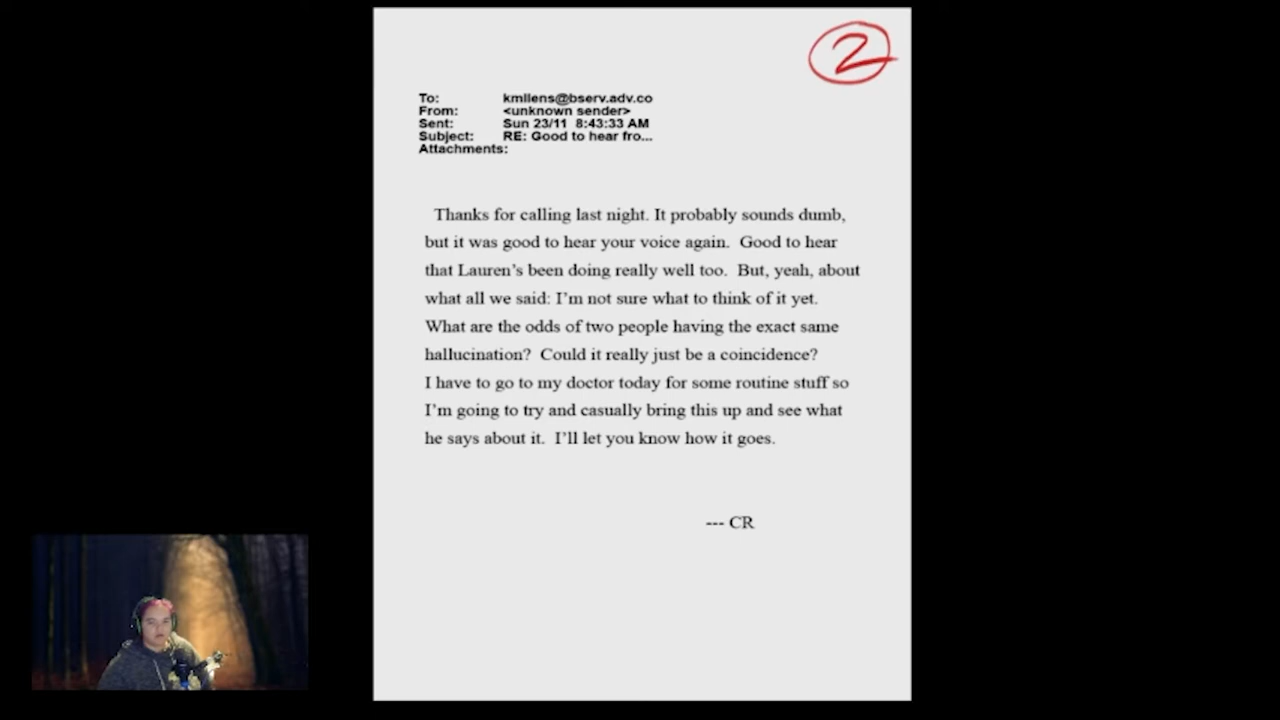 2
To: kmllens@bserv.adv.co
From: <unknown sender>
Sent: Sun 23/11 8:43:33 AM
Subject: RE: Good to hear fro...
Attachments:
Thanks for calling last night. It probably sounds dumb,
but it was good to hear your voice again. Good to hear
that Lauren's been doing really well too. But, yeah, about
what all we said: I'm not sure what to think of it yet.
What are the odds of two people having the exact same
hallucination? Could it really just be a coincidence?
I have to go to my doctor today for some routine stuff so
I'm going to try and casually bring this up and see what
he says about it. I'll let you know how it goes.
--- CR